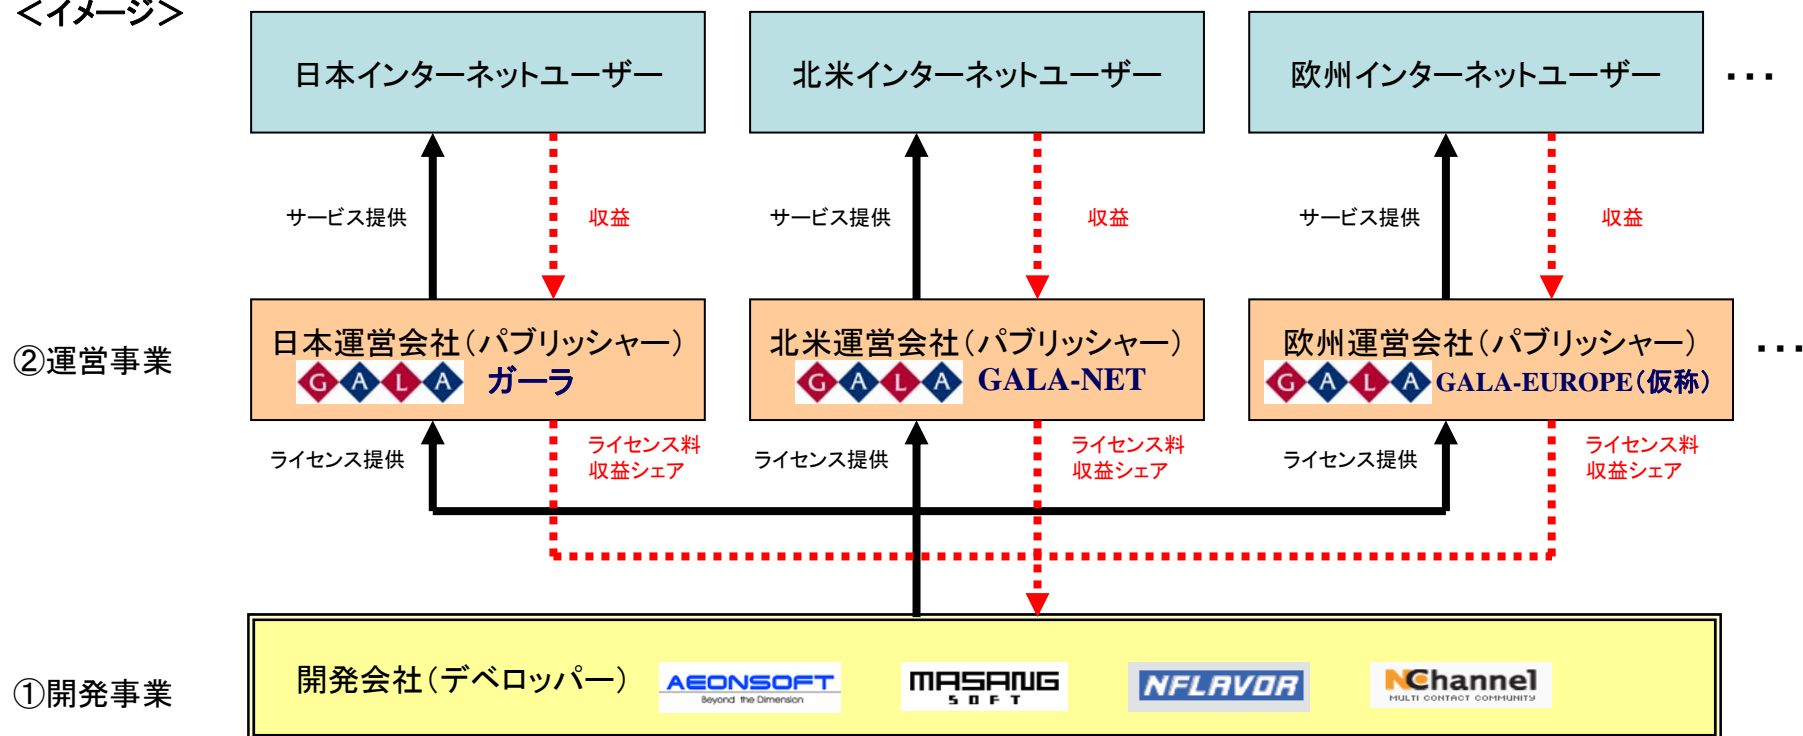 ＜イメージ＞
日本インターネットユーザー
北米インターネットユーザー
欧州インターネットユーザー
・・・
サービス提供
収益
サービス提供
収益
サービス提供
収益
②運営事業
日本運営会社（パブリッシャー）
GALA ガーラ
北米運営会社（パブリッシャー）
GALA GALA-NET
欧州運営会社（パブリッシャー）
GALA GALA-EUROPE（仮称）
・・・
ライセンス提供
ライセンス料
収益シェア
ライセンス提供
ライセンス料
収益シェア
ライセンス提供
ライセンス料
収益シェア
①開発事業
開発会社（デベロッパー）
AEONSOFT
Beyond the Dimension
MASANG
SOFT
NFLAVOR
NChannel
MULTI CONTACT COMMUNITY